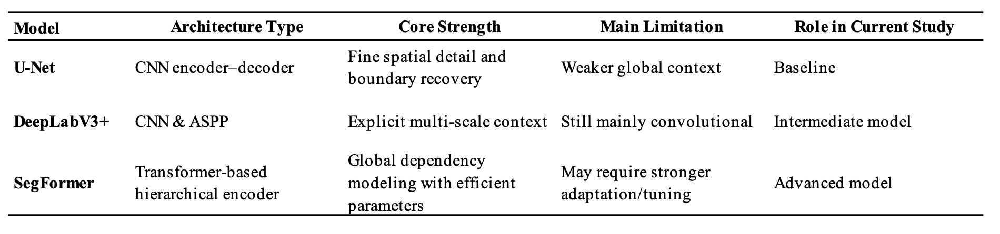 Model Architecture Type Core Strength Main Limitation Role in Current Study
U-Net CNN encoder–decoder Fine spatial detail and boundary recovery Weaker global context Baseline
DeepLabV3+ CNN & ASPP Explicit multi-scale context Still mainly convolutional Intermediate model
SegFormer Transformer-based hierarchical encoder Global dependency modeling with efficient parameters May require stronger adaptation/tuning Advanced model